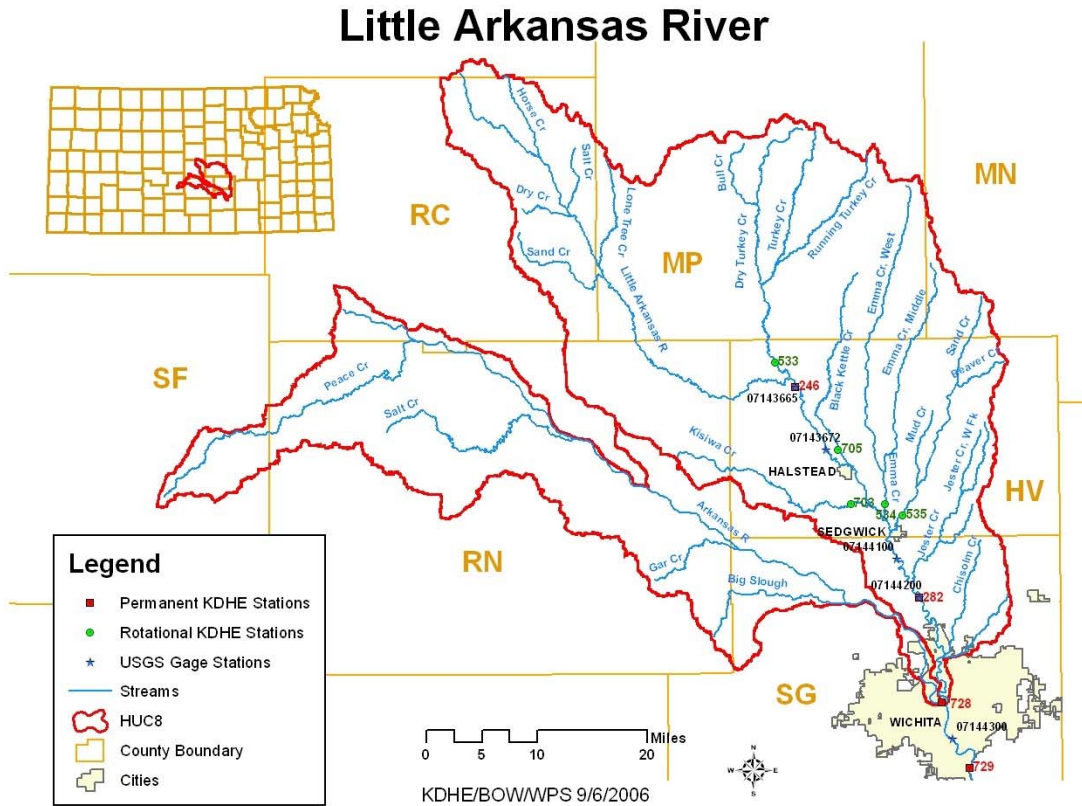 Little Arkansas River
Horse Cr
Salt Cr
Dry Cr
Sand Cr
Lone Tree Cr
Little Arkansas R
RC
MP
MN
Bull Cr
Dry Turkey Cr
Turkey Cr
Running Turkey Cr
Emma Cr, West
Emma Cr, Middle
Black Kettle Cr
Sand Cr
Beaver Cr
SF
Peace Cr
Salt Cr
533
246
07143665
07143672
705
HALSTEAD
Kisiwa Cr
703
Emma Cr
Mud Cr
Jester Cr, W Fk
HV
534
535
SEDGWICK
07144100
Jester Cr
Chisolm Cr
RN
Arkansas R
Gar Cr
Big Slough
07144200
282
SG
728
WICHITA
07144300
729
Legend
Permanent KDHE Stations
Rotational KDHE Stations
USGS Gage Stations
Streams
HUC8
County Boundary
Cities
0 5 10 20 Miles
N
W E
S
KDHE/BOW/WPS 9/6/2006